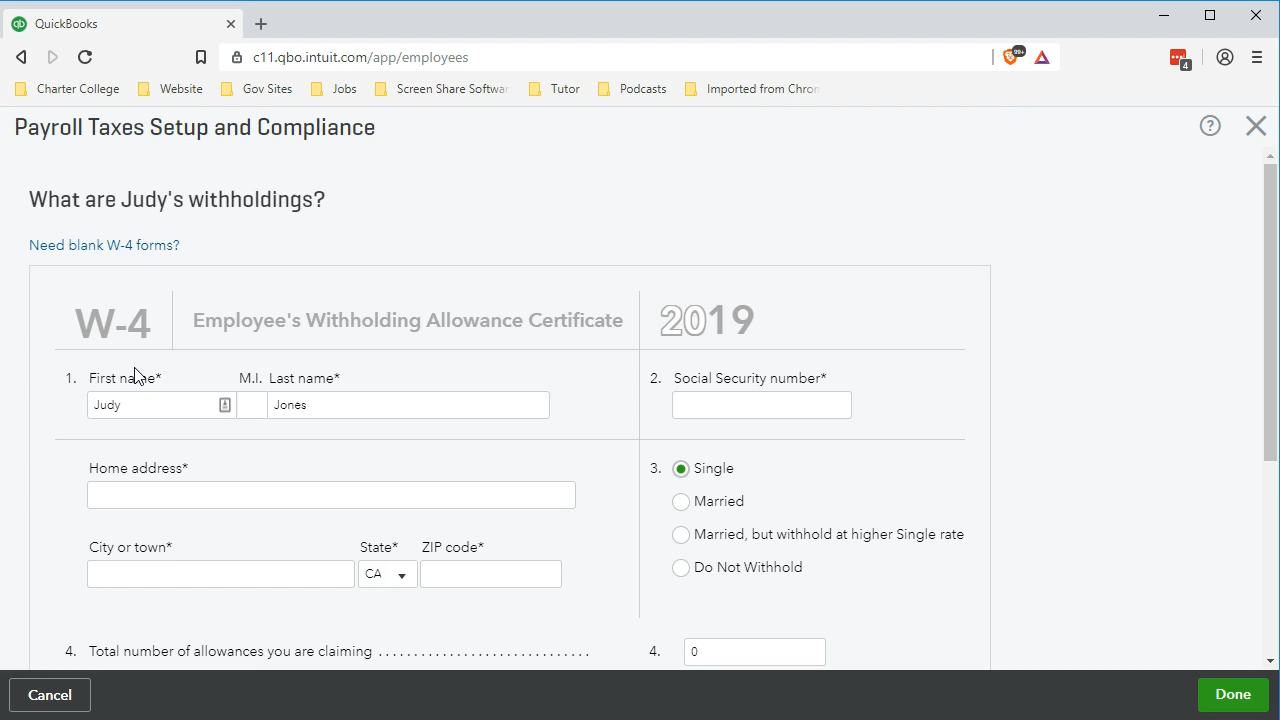 QuickBooks
c11.qbo.intuit.com/app/employees
99+
4
Charter College Website Gov Sites Jobs Screen Share Softwar Tutor Podcasts Imported from Chrom
Payroll Taxes Setup and Compliance
What are Judy's withholdings?
Need blank W-4 forms?
W-4 Employee's Withholding Allowance Certificate 2019
1. First name* M.I. Last name* 2. Social Security number*
Judy Jones
Home address* 3. Single
Married
Married, but withhold at higher Single rate
City or town* State* ZIP code*
Do Not Withhold
CA
4. Total number of allowances you are claiming .............................. 4. 0
Cancel Done